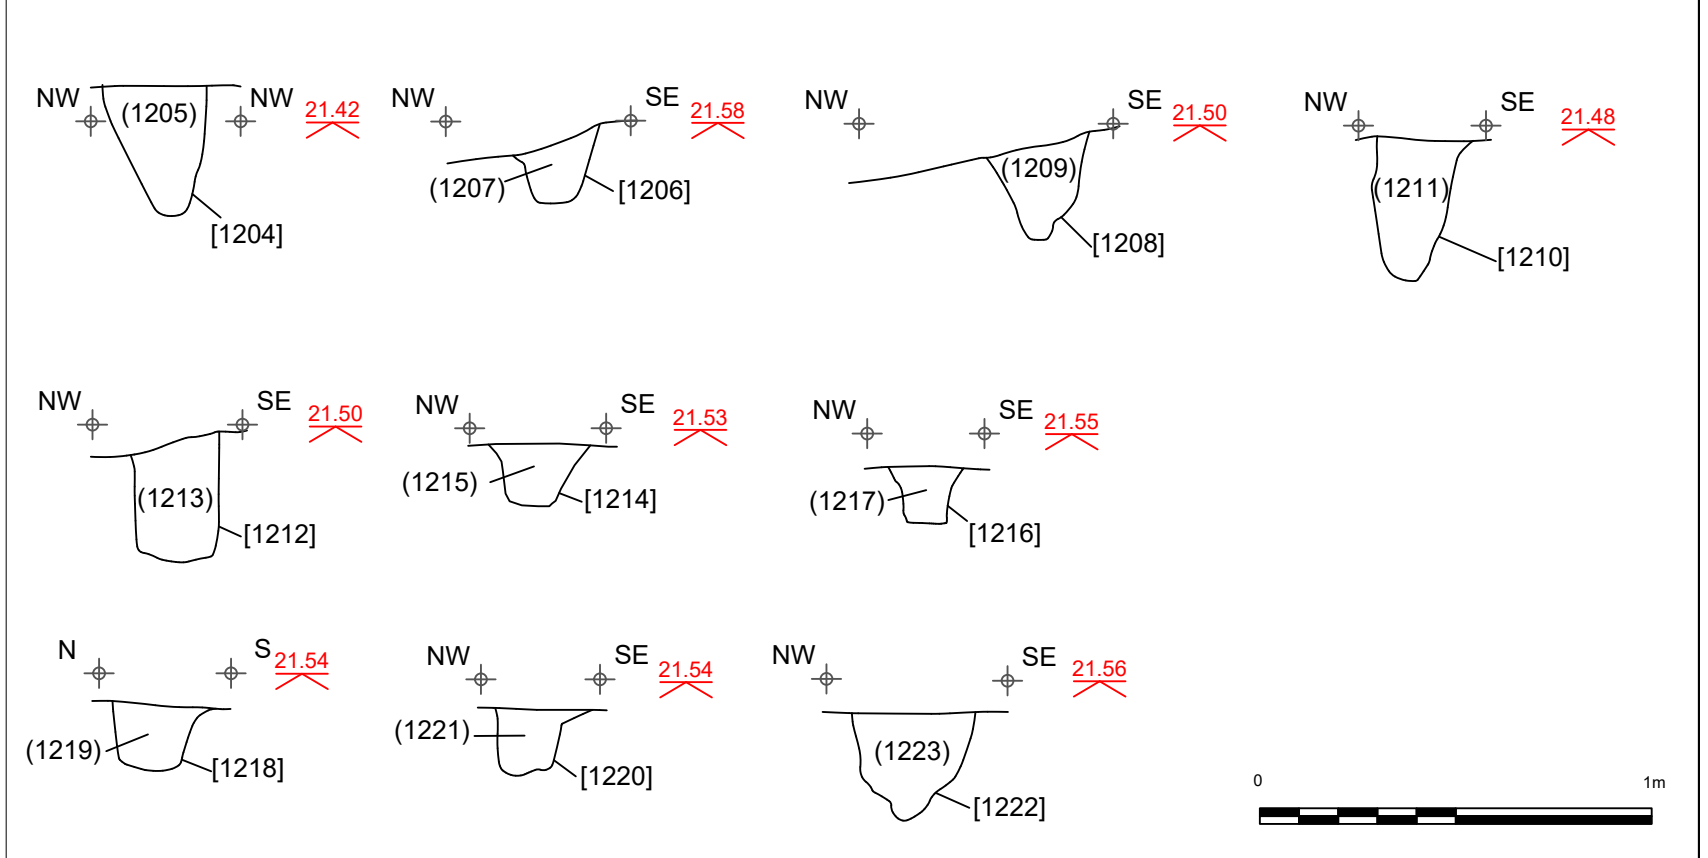 NW (1205) NW 21.42
[1204]
NW SE 21.58
(1207) [1206]
NW SE 21.50
(1209)
[1208]
NW SE 21.48
(1211)
[1210]
NW SE 21.50
(1213)
[1212]
NW SE 21.53
(1215) [1214]
NW SE 21.55
(1217)
[1216]
N S 21.54
(1219)
[1218]
NW SE 21.54
(1221)
[1220]
NW SE 21.56
(1223)
[1222]
0 1m